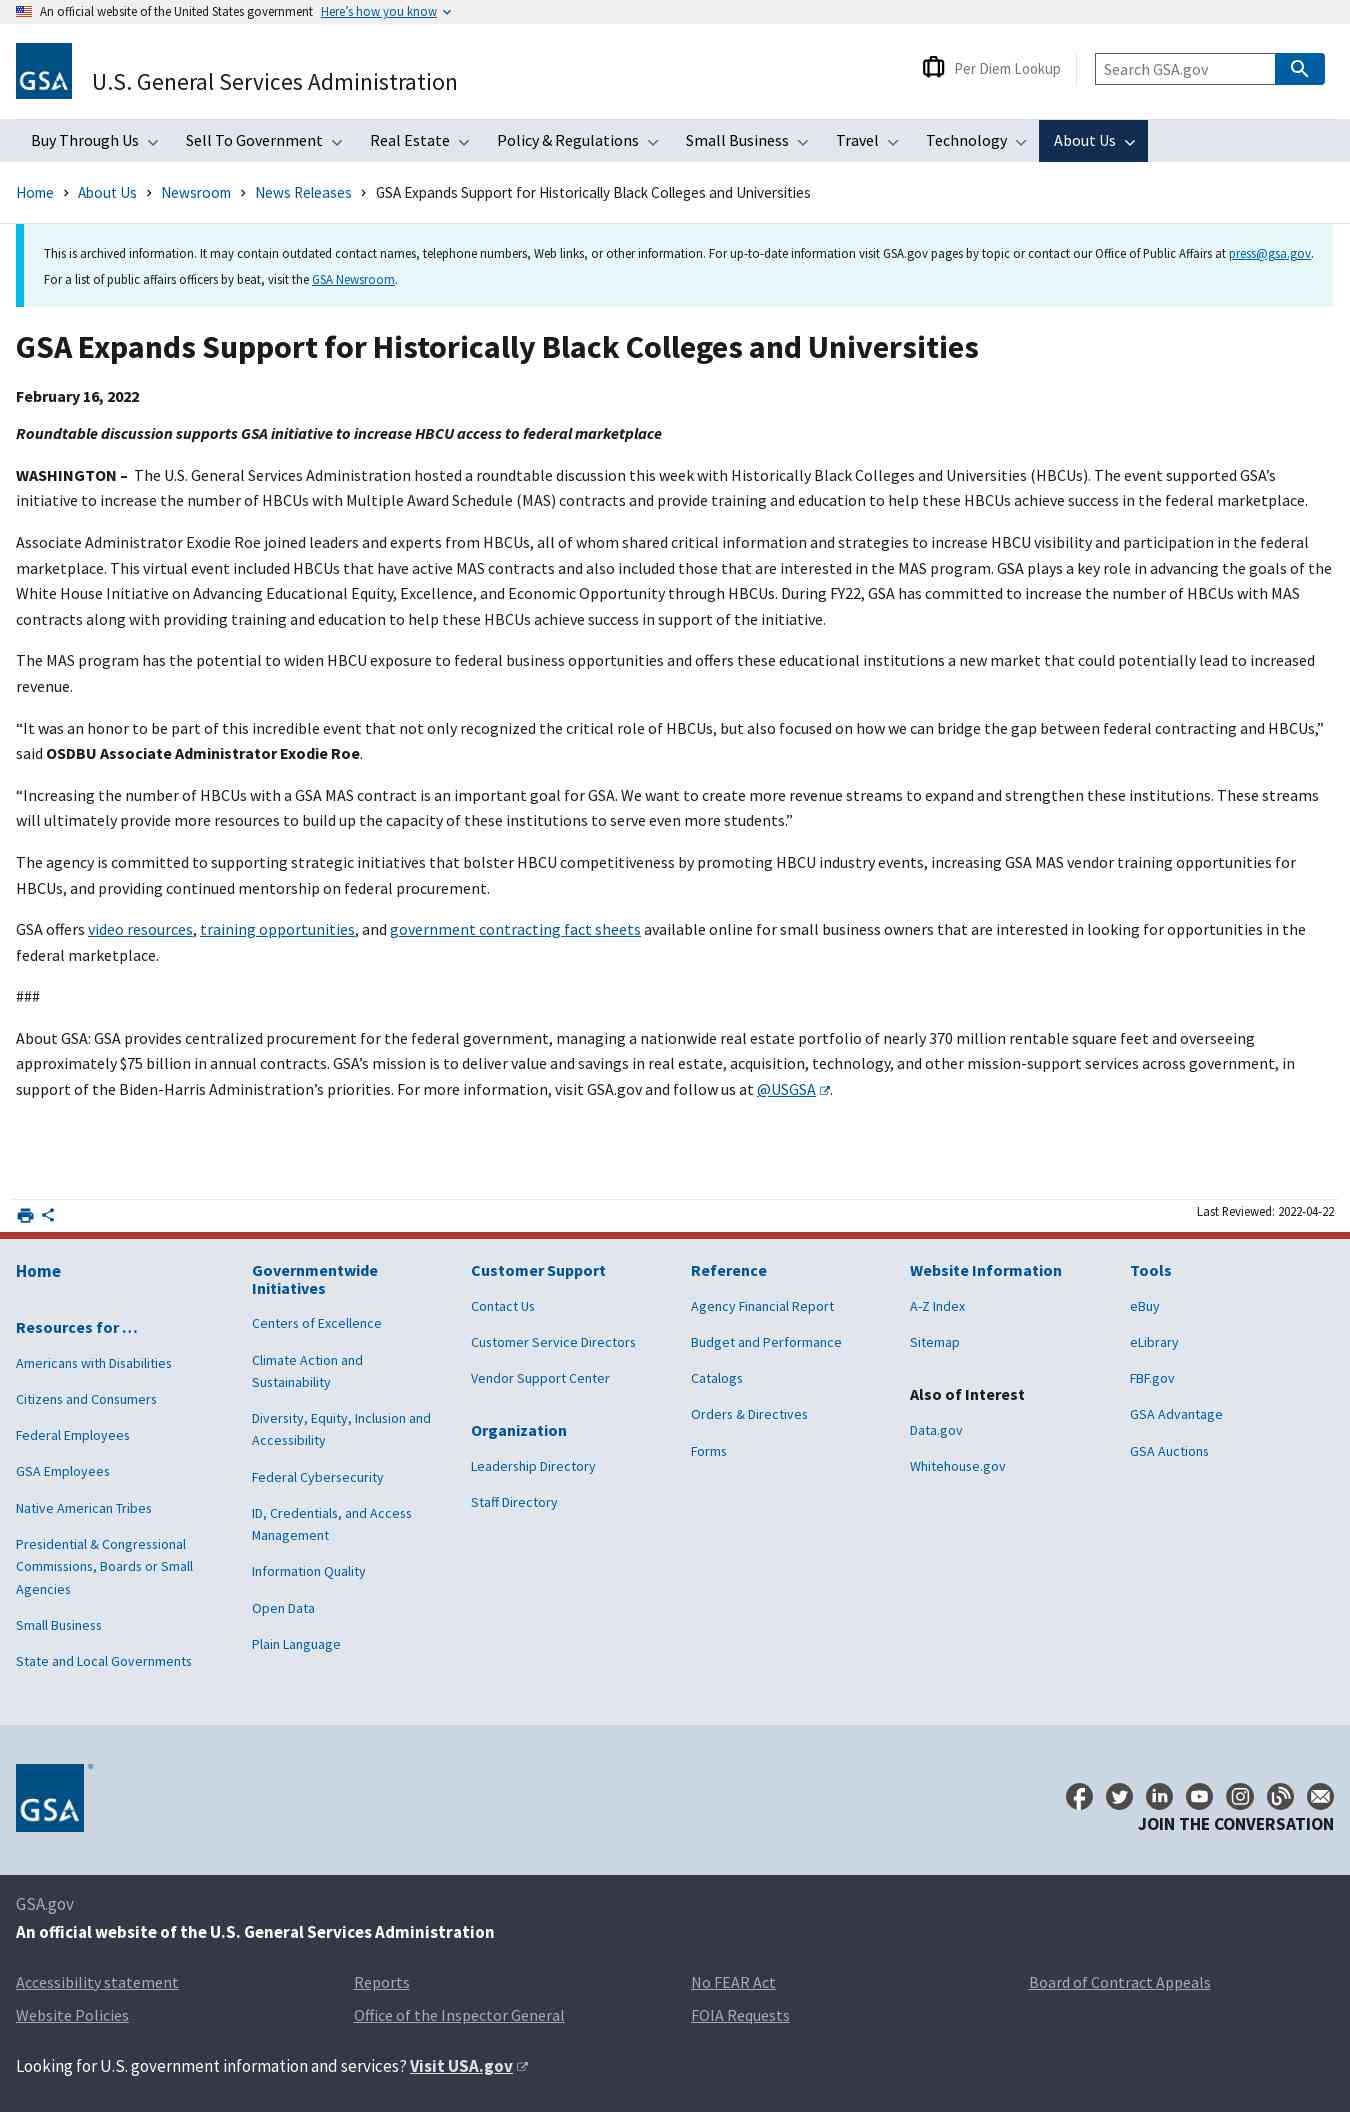 An official website of the United States government Here's how you know
GSA
U.S. General Services Administration
Per Diem Lookup
Search GSA.gov
Buy Through Us Sell To Government Real Estate Policy & Regulations Small Business Travel Technology About Us
Home About Us Newsroom News Releases GSA Expands Support for Historically Black Colleges and Universities
This is archived information. It may contain outdated contact names, telephone numbers, Web links, or other information. For up-to-date information visit GSA.gov pages by topic or contact our Office of Public Affairs at press@gsa.gov.
For a list of public affairs officers by beat, visit the GSA Newsroom.
GSA Expands Support for Historically Black Colleges and Universities
February 16, 2022
Roundtable discussion supports GSA initiative to increase HBCU access to federal marketplace
WASHINGTON – The U.S. General Services Administration hosted a roundtable discussion this week with Historically Black Colleges and Universities (HBCUs). The event supported GSA’s
initiative to increase the number of HBCUs with Multiple Award Schedule (MAS) contracts and provide training and education to help these HBCUs achieve success in the federal marketplace.
Associate Administrator Exodie Roe joined leaders and experts from HBCUs, all of whom shared critical information and strategies to increase HBCU visibility and participation in the federal
marketplace. This virtual event included HBCUs that have active MAS contracts and also included those that are interested in the MAS program. GSA plays a key role in advancing the goals of the
White House Initiative on Advancing Educational Equity, Excellence, and Economic Opportunity through HBCUs. During FY22, GSA has committed to increase the number of HBCUs with MAS
contracts along with providing training and education to help these HBCUs achieve success in support of the initiative.
The MAS program has the potential to widen HBCU exposure to federal business opportunities and offers these educational institutions a new market that could potentially lead to increased
revenue.
“It was an honor to be part of this incredible event that not only recognized the critical role of HBCUs, but also focused on how we can bridge the gap between federal contracting and HBCUs,”
said OSDBU Associate Administrator Exodie Roe.
“Increasing the number of HBCUs with a GSA MAS contract is an important goal for GSA. We want to create more revenue streams to expand and strengthen these institutions. These streams
will ultimately provide more resources to build up the capacity of these institutions to serve even more students.”
The agency is committed to supporting strategic initiatives that bolster HBCU competitiveness by promoting HBCU industry events, increasing GSA MAS vendor training opportunities for
HBCUs, and providing continued mentorship on federal procurement.
GSA offers video resources, training opportunities, and government contracting fact sheets available online for small business owners that are interested in looking for opportunities in the
federal marketplace.
###
About GSA: GSA provides centralized procurement for the federal government, managing a nationwide real estate portfolio of nearly 370 million rentable square feet and overseeing
approximately $75 billion in annual contracts. GSA’s mission is to deliver value and savings in real estate, acquisition, technology, and other mission-support services across government, in
support of the Biden-Harris Administration’s priorities. For more information, visit GSA.gov and follow us at @USGSA.
Last Reviewed: 2022-04-22
Home
Resources for …
Americans with Disabilities
Citizens and Consumers
Federal Employees
GSA Employees
Native American Tribes
Presidential & Congressional
Commissions, Boards or Small
Agencies
Small Business
State and Local Governments
Governmentwide
Initiatives
Centers of Excellence
Climate Action and
Sustainability
Diversity, Equity, Inclusion and
Accessibility
Federal Cybersecurity
ID, Credentials, and Access
Management
Information Quality
Open Data
Plain Language
Customer Support
Contact Us
Customer Service Directors
Vendor Support Center
Organization
Leadership Directory
Staff Directory
Reference
Agency Financial Report
Budget and Performance
Catalogs
Orders & Directives
Forms
Website Information
A-Z Index
Sitemap
Also of Interest
Data.gov
Whitehouse.gov
Tools
eBuy
eLibrary
FBF.gov
GSA Advantage
GSA Auctions
GSA
JOIN THE CONVERSATION
GSA.gov
An official website of the U.S. General Services Administration
Accessibility statement Reports No FEAR Act Board of Contract Appeals
Website Policies Office of the Inspector General FOIA Requests
Looking for U.S. government information and services? Visit USA.gov